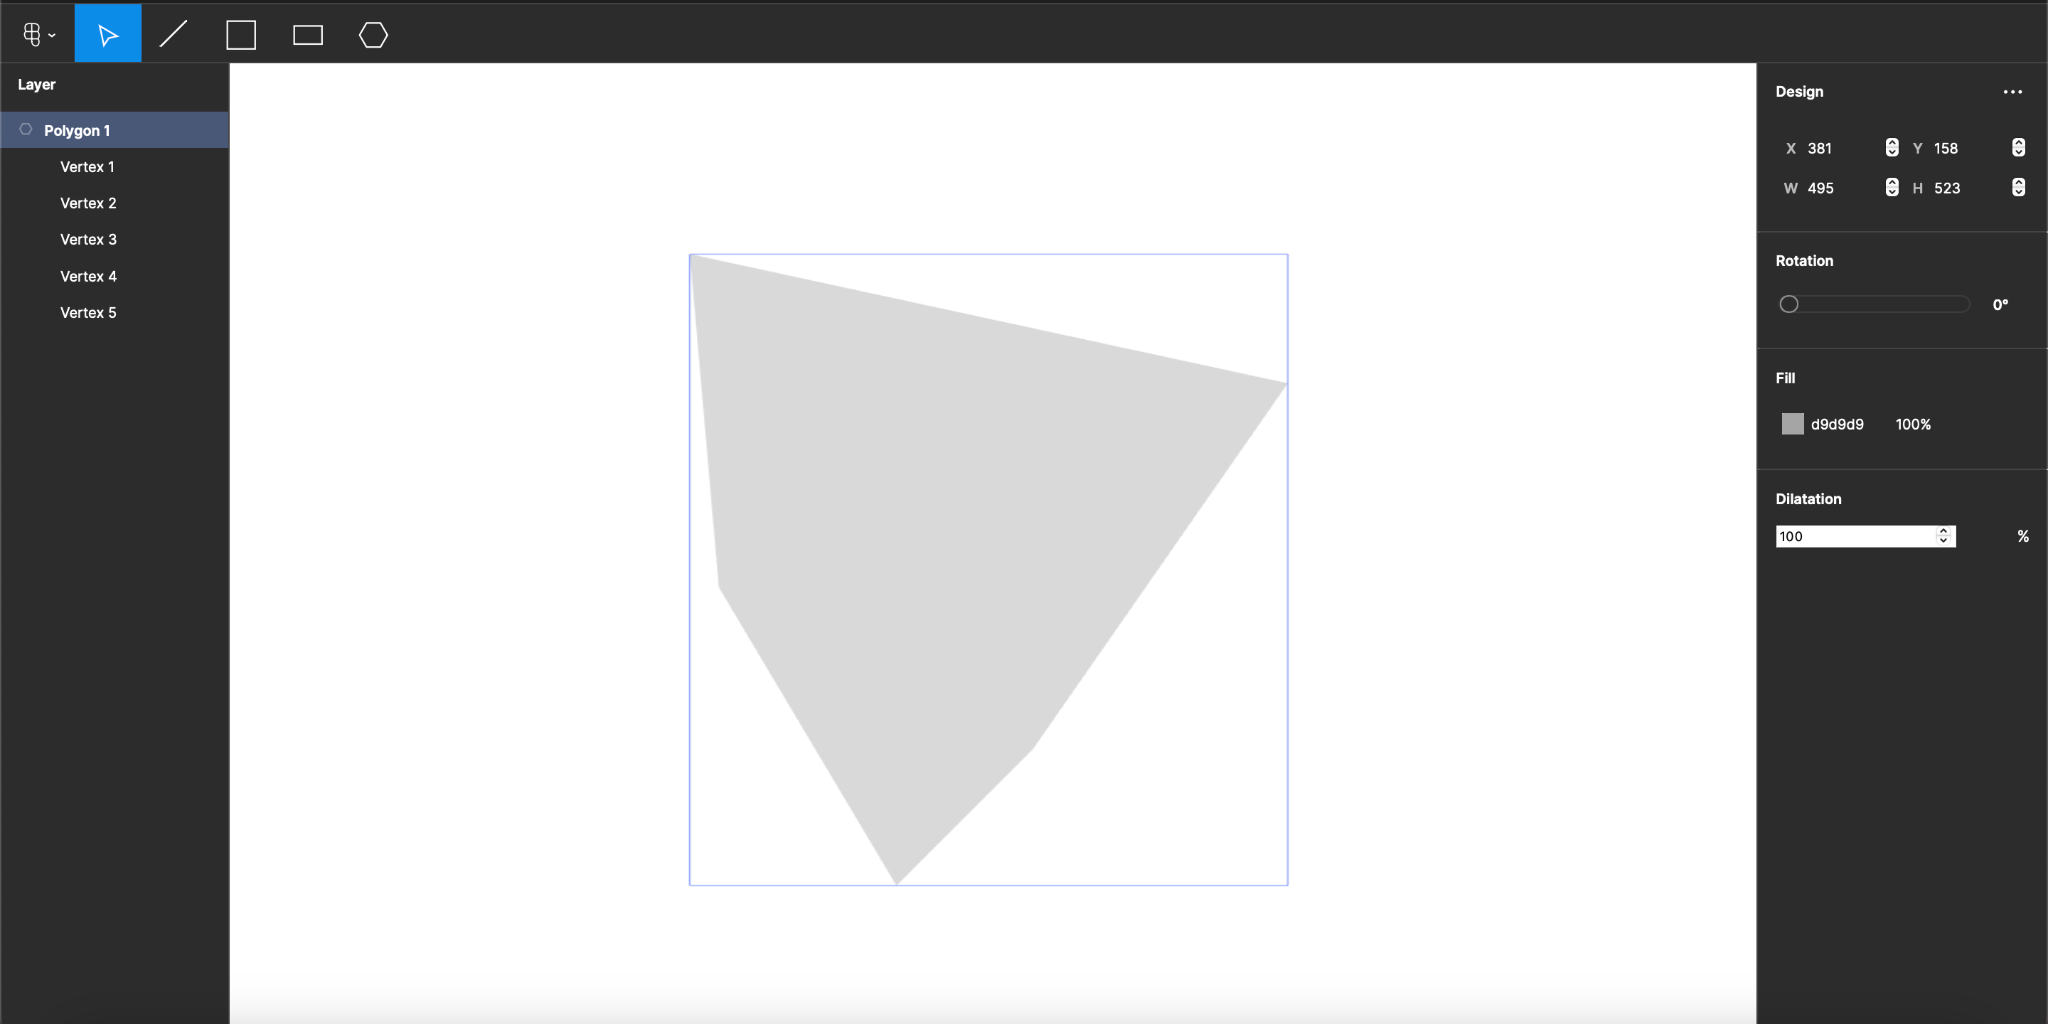 Layer
Polygon 1
Vertex 1
Vertex 2
Vertex 3
Vertex 4
Vertex 5
Design
X 381 Y 158
W 495 H 523
Rotation
0°
Fill
d9d9d9 100%
Dilatation
100 %